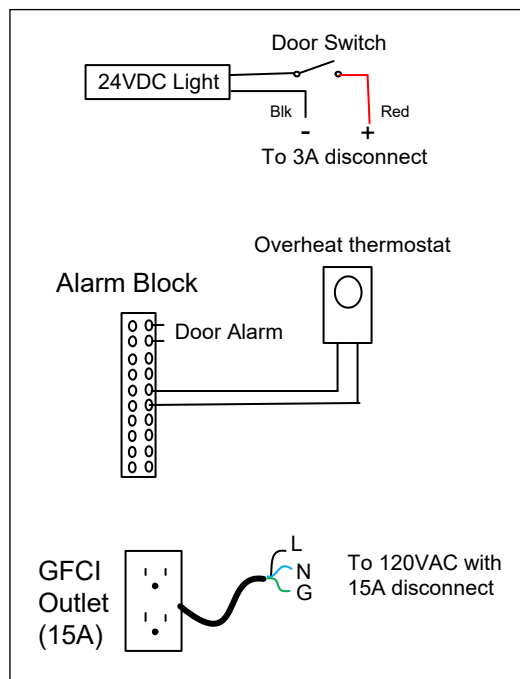 Door Switch
24VDC Light
Blk
Red
- +
To 3A disconnect
Overheat thermostat
Alarm Block
Door Alarm
GFCI
Outlet
(15A)
L
N
G
To 120VAC with
15A disconnect